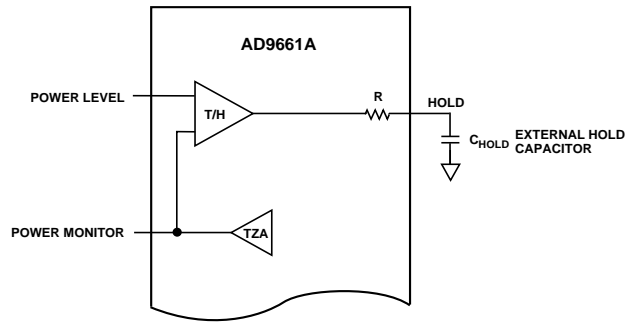 AD9661A
POWER LEVEL
T/H
R
HOLD
CHOLD EXTERNAL HOLD
CAPACITOR
POWER MONITOR
TZA